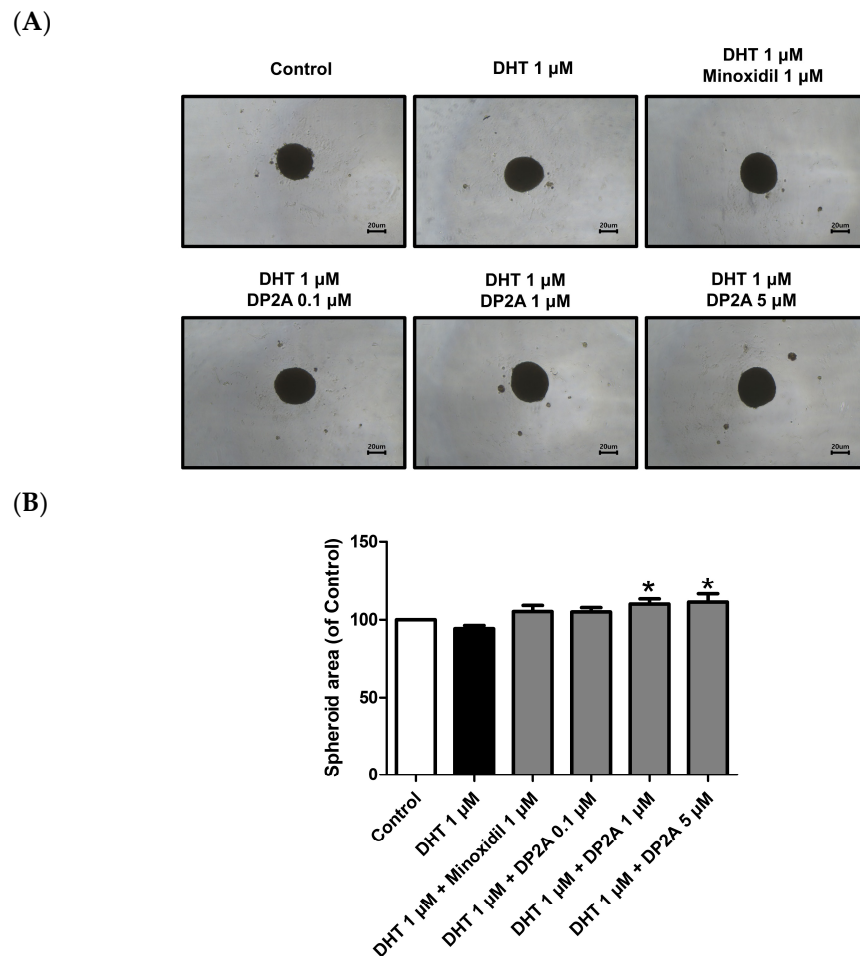 (A)
Control
DHT 1 µM
DHT 1 µM
Minoxidil 1 µM
20um
20um
20um
DHT 1 µM
DP2A 0.1 µM
DHT 1 µM
DP2A 1 µM
DHT 1 µM
DP2A 5 µM
20um
20um
20um
(B)
Spheroid area (of Control)
150
100
50
0
*
*
Control
DHT 1 µM
DHT 1 µM + Minoxidil 1 µM
DHT 1 µM + DP2A 0.1 µM
DHT 1 µM + DP2A 1 µM
DHT 1 µM + DP2A 5 µM